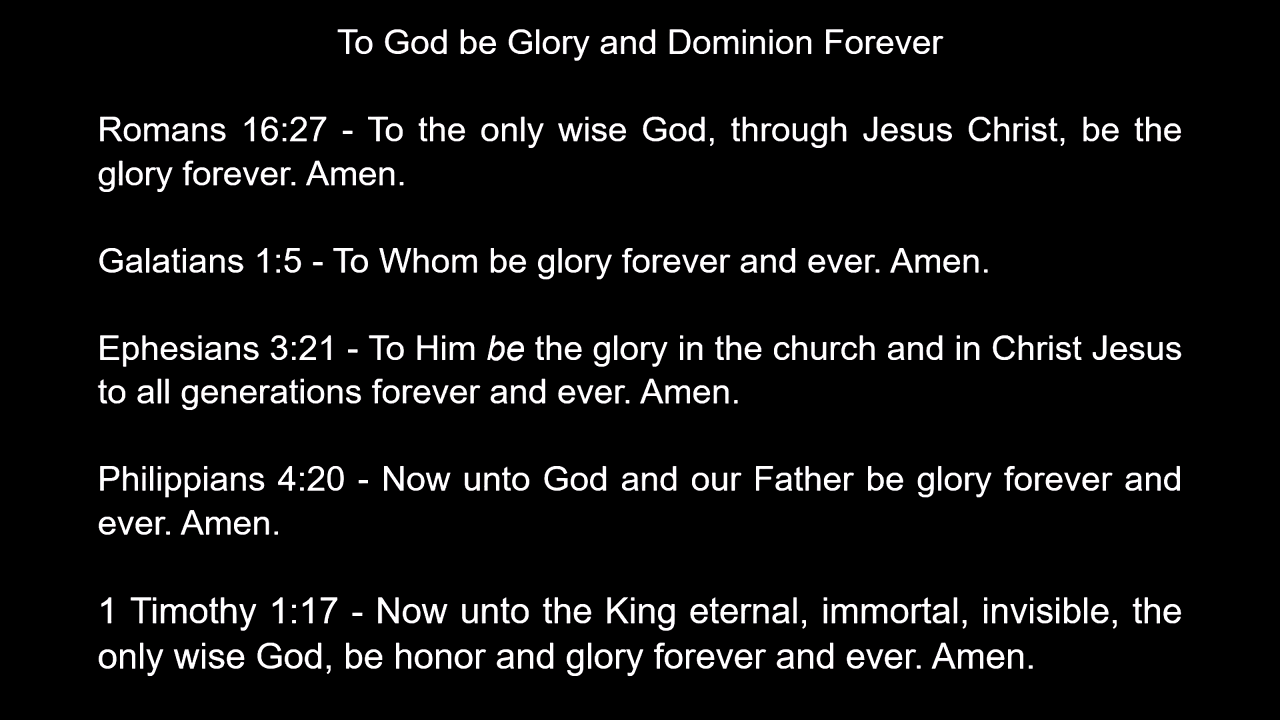 To God be Glory and Dominion Forever
Romans 16:27 - To the only wise God, through Jesus Christ, be the
glory forever. Amen.
Galatians 1:5 - To Whom be glory forever and ever. Amen.
Ephesians 3:21 - To Him be the glory in the church and in Christ Jesus
to all generations forever and ever. Amen.
Philippians 4:20 - Now unto God and our Father be glory forever and
ever. Amen.
1 Timothy 1:17 - Now unto the King eternal, immortal, invisible, the
only wise God, be honor and glory forever and ever. Amen.